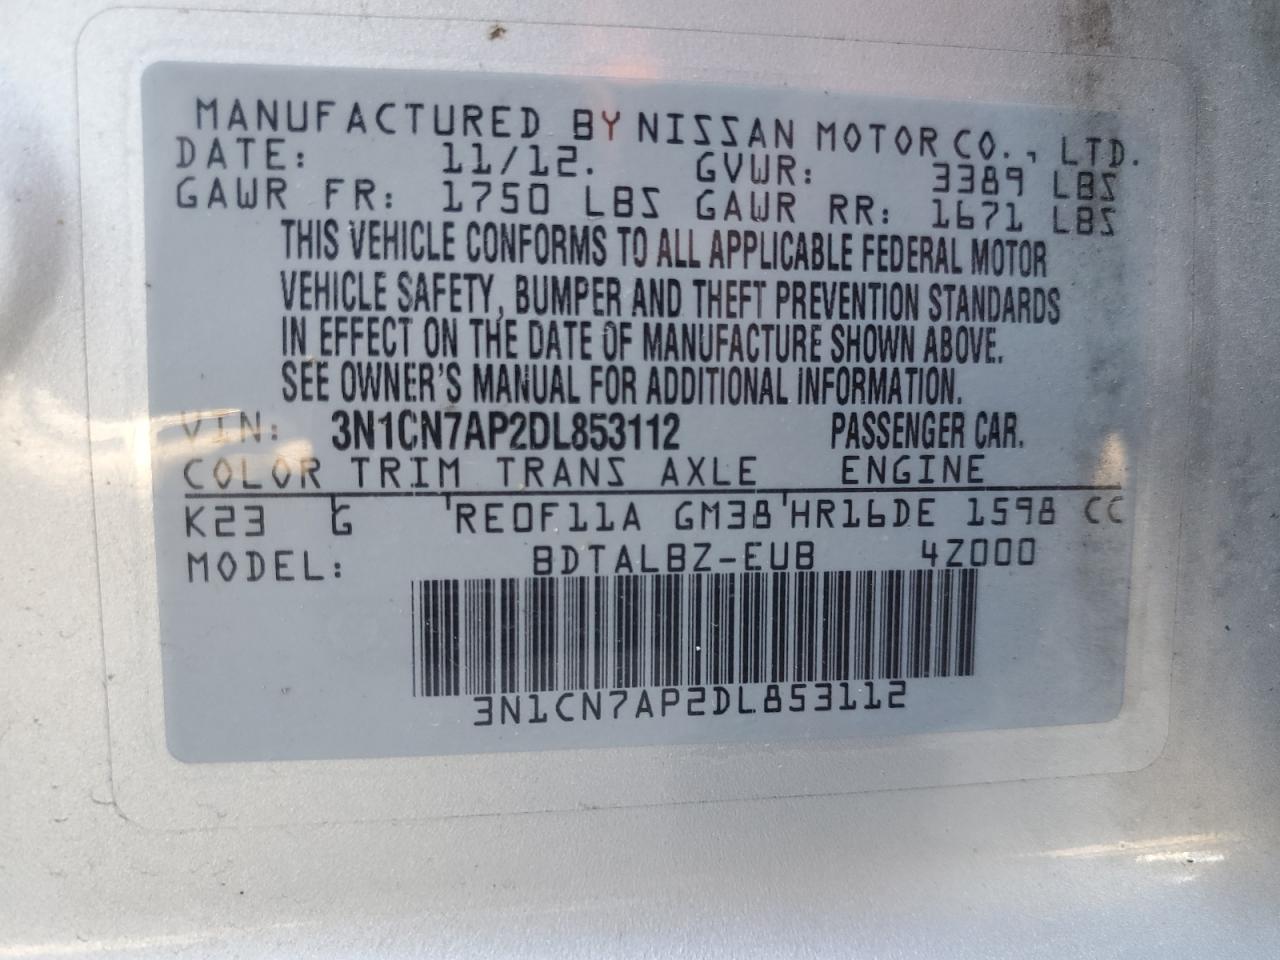 MANUFACTURED BY NISSAN MOTOR CO., LTD.
DATE: 11/12. GVWR: 3389 LBS
GAWR FR: 1750 LBS GAWR RR: 1671 LBS
THIS VEHICLE CONFORMS TO ALL APPLICABLE FEDERAL MOTOR
VEHICLE SAFETY, BUMPER AND THEFT PREVENTION STANDARDS
IN EFFECT ON THE DATE OF MANUFACTURE SHOWN ABOVE.
SEE OWNER'S MANUAL FOR ADDITIONAL INFORMATION.
VIN: 3N1CN7AP2DL853112 PASSENGER CAR.
COLOR TRIM TRANS AXLE ENGINE
K23 G RE0F11A GM38 HR16DE 1598 CC
MODEL: BDTALBZ-EUB 4Z000
3N1CN7AP2DL853112